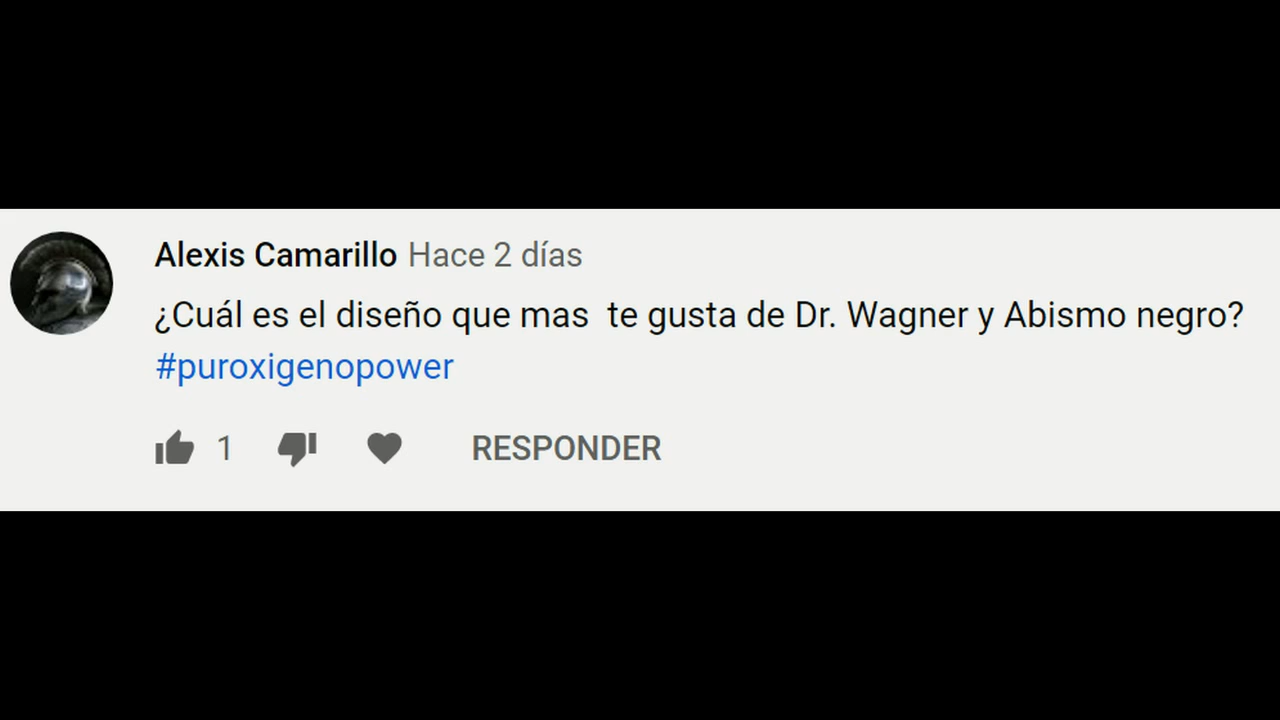 Alexis Camarillo Hace 2 días
¿Cuál es el diseño que mas  te gusta de Dr. Wagner y Abismo negro?
#puroxigenopower
1 RESPONDER